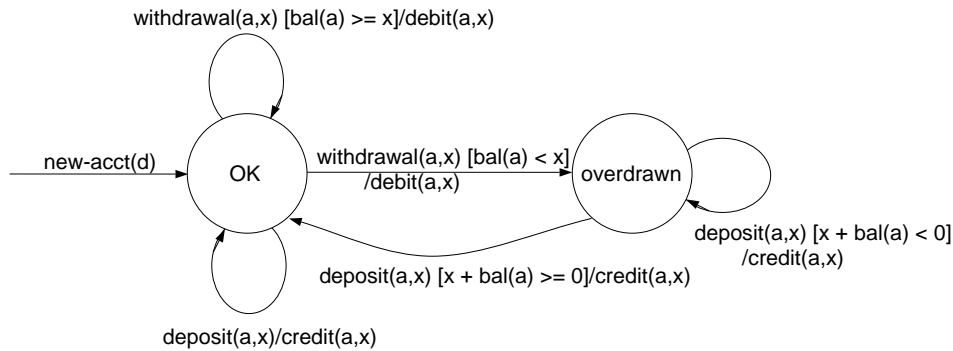 withdrawal(a,x) [bal(a) >= x]/debit(a,x)
new-acct(d)
OK
withdrawal(a,x) [bal(a) < x]
/debit(a,x)
overdrawn
deposit(a,x) [x + bal(a) < 0]
/credit(a,x)
deposit(a,x) [x + bal(a) >= 0]/credit(a,x)
deposit(a,x)/credit(a,x)